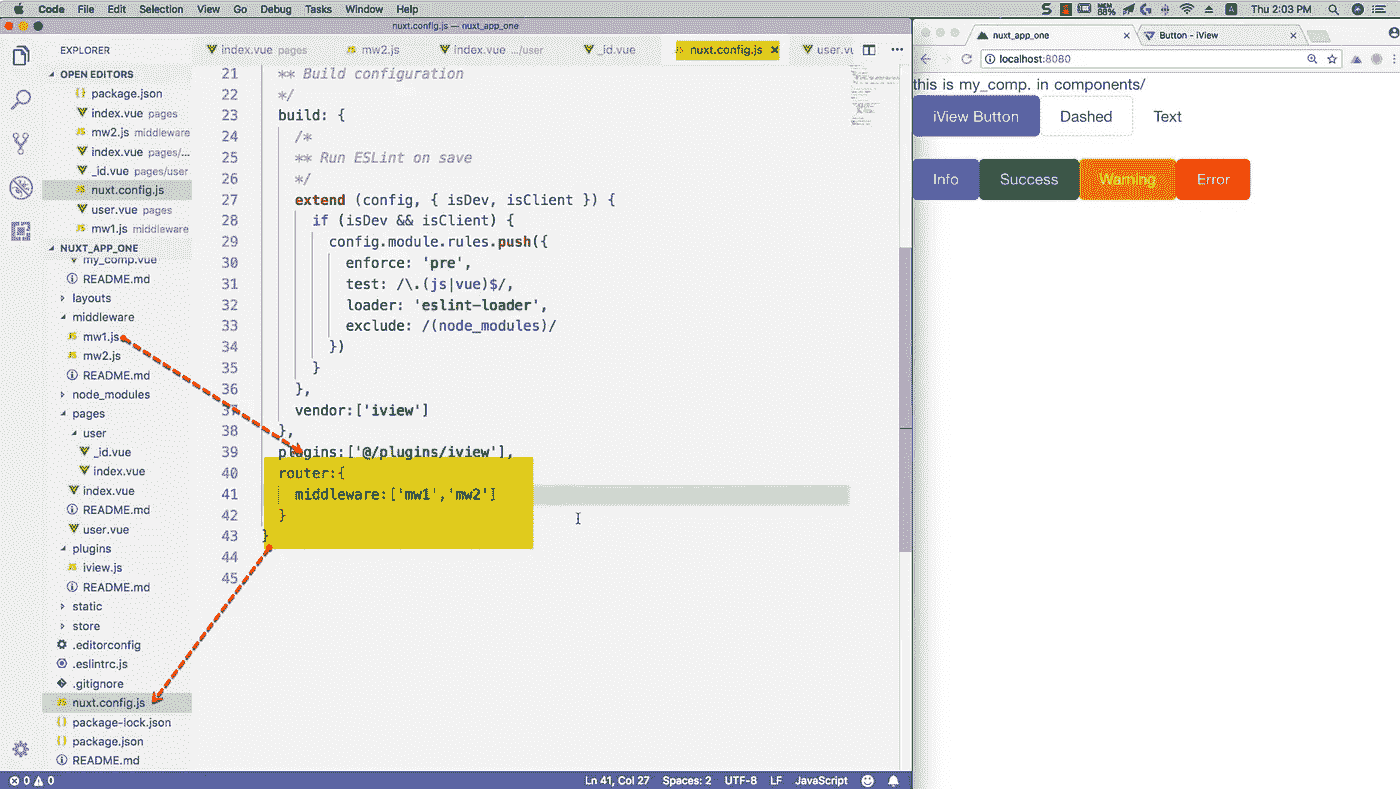 Code File Edit Selection View Go Debug Tasks Window Help
MEM 88%
Thu 2:03 PM
nuxt.config.js — nuxt_app_one
EXPLORER
index.vue pages
mw2.js
index.vue .../user
_id.vue
nuxt.config.js
user.vu
OPEN EDITORS
package.json
index.vue pages
mw2.js middleware
index.vue pages/...
_id.vue pages/user
nuxt.config.js
user.vue pages
mw1.js middleware
NUXT_APP_ONE
my_comp.vue
README.md
layouts
middleware
mw1.js
mw2.js
README.md
node_modules
pages
user
_id.vue
index.vue
index.vue
README.md
user.vue
plugins
iview.js
README.md
static
store
.editorconfig
.eslintrc.js
.gitignore
nuxt.config.js
package-lock.json
package.json
README.md
21 ** Build configuration
22 */
23 build: {
24 /*
25 ** Run ESLint on save
26 */
27 extend (config, { isDev, isClient }) {
28 if (isDev && isClient) {
29 config.module.rules.push({
30 enforce: 'pre',
31 test: /\.(js|vue)$/,
32 loader: 'eslint-loader',
33 exclude: /(node_modules)/
34 })
35 }
36 },
37 vendor:['iview']
38 },
39 plugins:['@/plugins/iview'],
40 router:{
41 middleware:['mw1','mw2']
42 }
43 }
44
45
0 0
Ln 41, Col 27 Spaces: 2 UTF-8 LF JavaScript
nuxt_app_one
Button - iView
localhost:8080
this is my_comp. in components/
iView Button Dashed Text
Info Success Warning Error